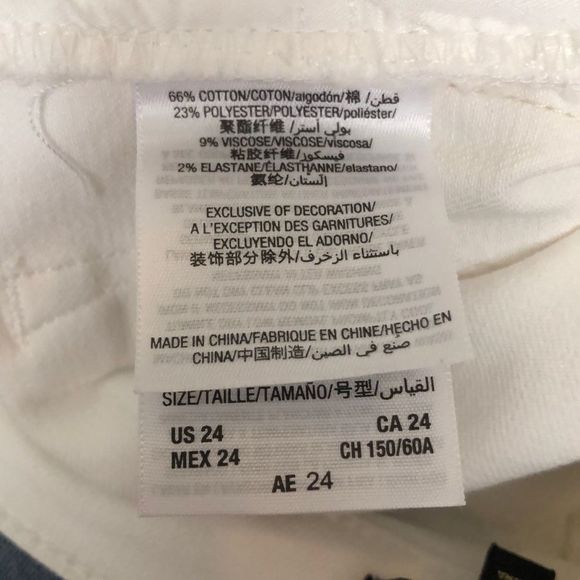 66% COTTON/COTON/algodón/棉 /قطن/
23% POLYESTER/POLYESTER/poliéster/
聚酯纤维 /بولي أستر/
9% VISCOSE/VISCOSE/viscosa/
粘胶纤维/فيسكوز/
2% ELASTANE/ÉLASTHANNE/elastano/
氨纶/إلستان/
EXCLUSIVE OF DECORATION/
A L'EXCEPTION DES GARNITURES/
EXCLUYENDO EL ADORNO/
装饰部分除外/باستثناء الزخرف/
MADE IN CHINA/FABRIQUE EN CHINE/HECHO EN
CHINA/中国制造/صنع في الصين/
SIZE/TAILLE/TAMAÑO/号型/القياس/
US 24 CA 24
MEX 24 CH 150/60A
AE 24